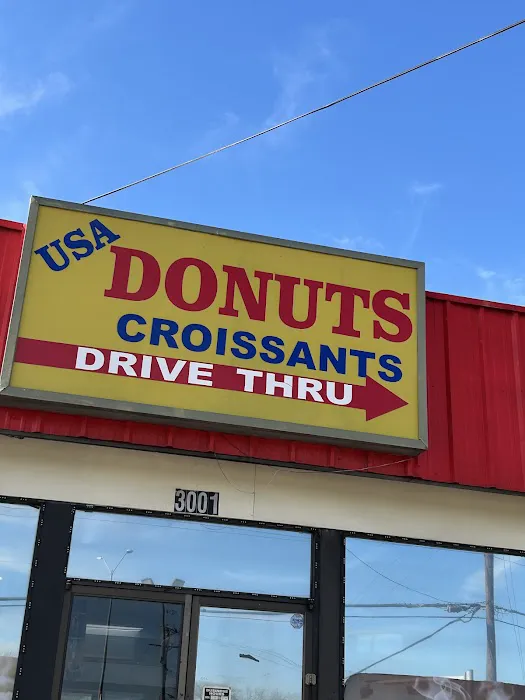 USA
DONUTS
CROISSANTS
DRIVE THRU
3001